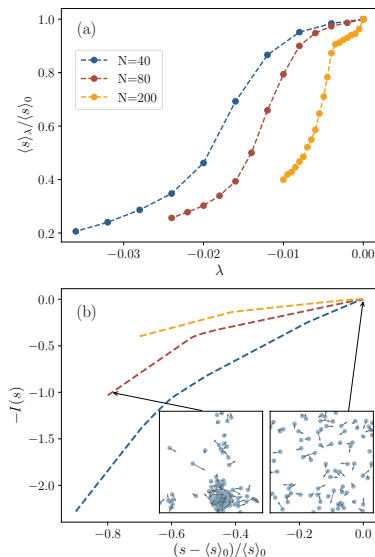 (a)
N=40
N=80
N=200
1.0
0.8
0.6
0.4
0.2
⟨s⟩λ/⟨s⟩0
−0.03
−0.02
−0.01
0.00
λ
(b)
0.0
−0.5
−1.0
−1.5
−2.0
−I(s)
−0.8
−0.6
−0.4
−0.2
0.0
(s − ⟨s⟩0)/⟨s⟩0